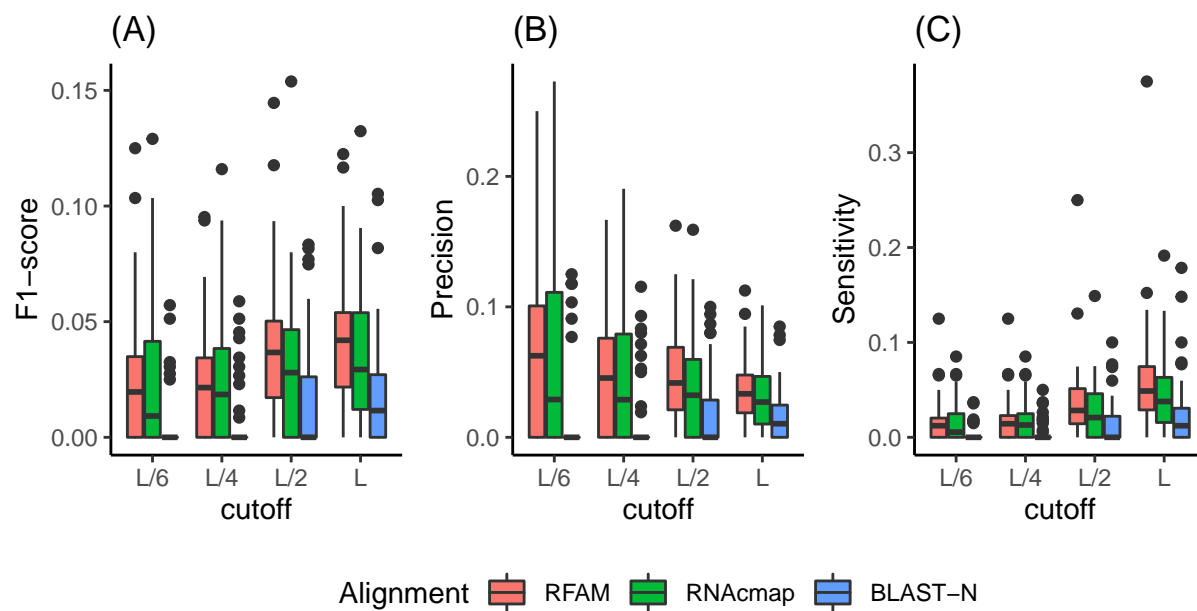 (A)
(B)
(C)
F1−score
0.15
0.10
0.05
0.00
L/6 L/4 L/2 L
cutoff
Precision
0.2
0.1
0.0
L/6 L/4 L/2 L
cutoff
Sensitivity
0.3
0.2
0.1
0.0
L/6 L/4 L/2 L
cutoff
Alignment RFAM RNAcmap BLAST−N